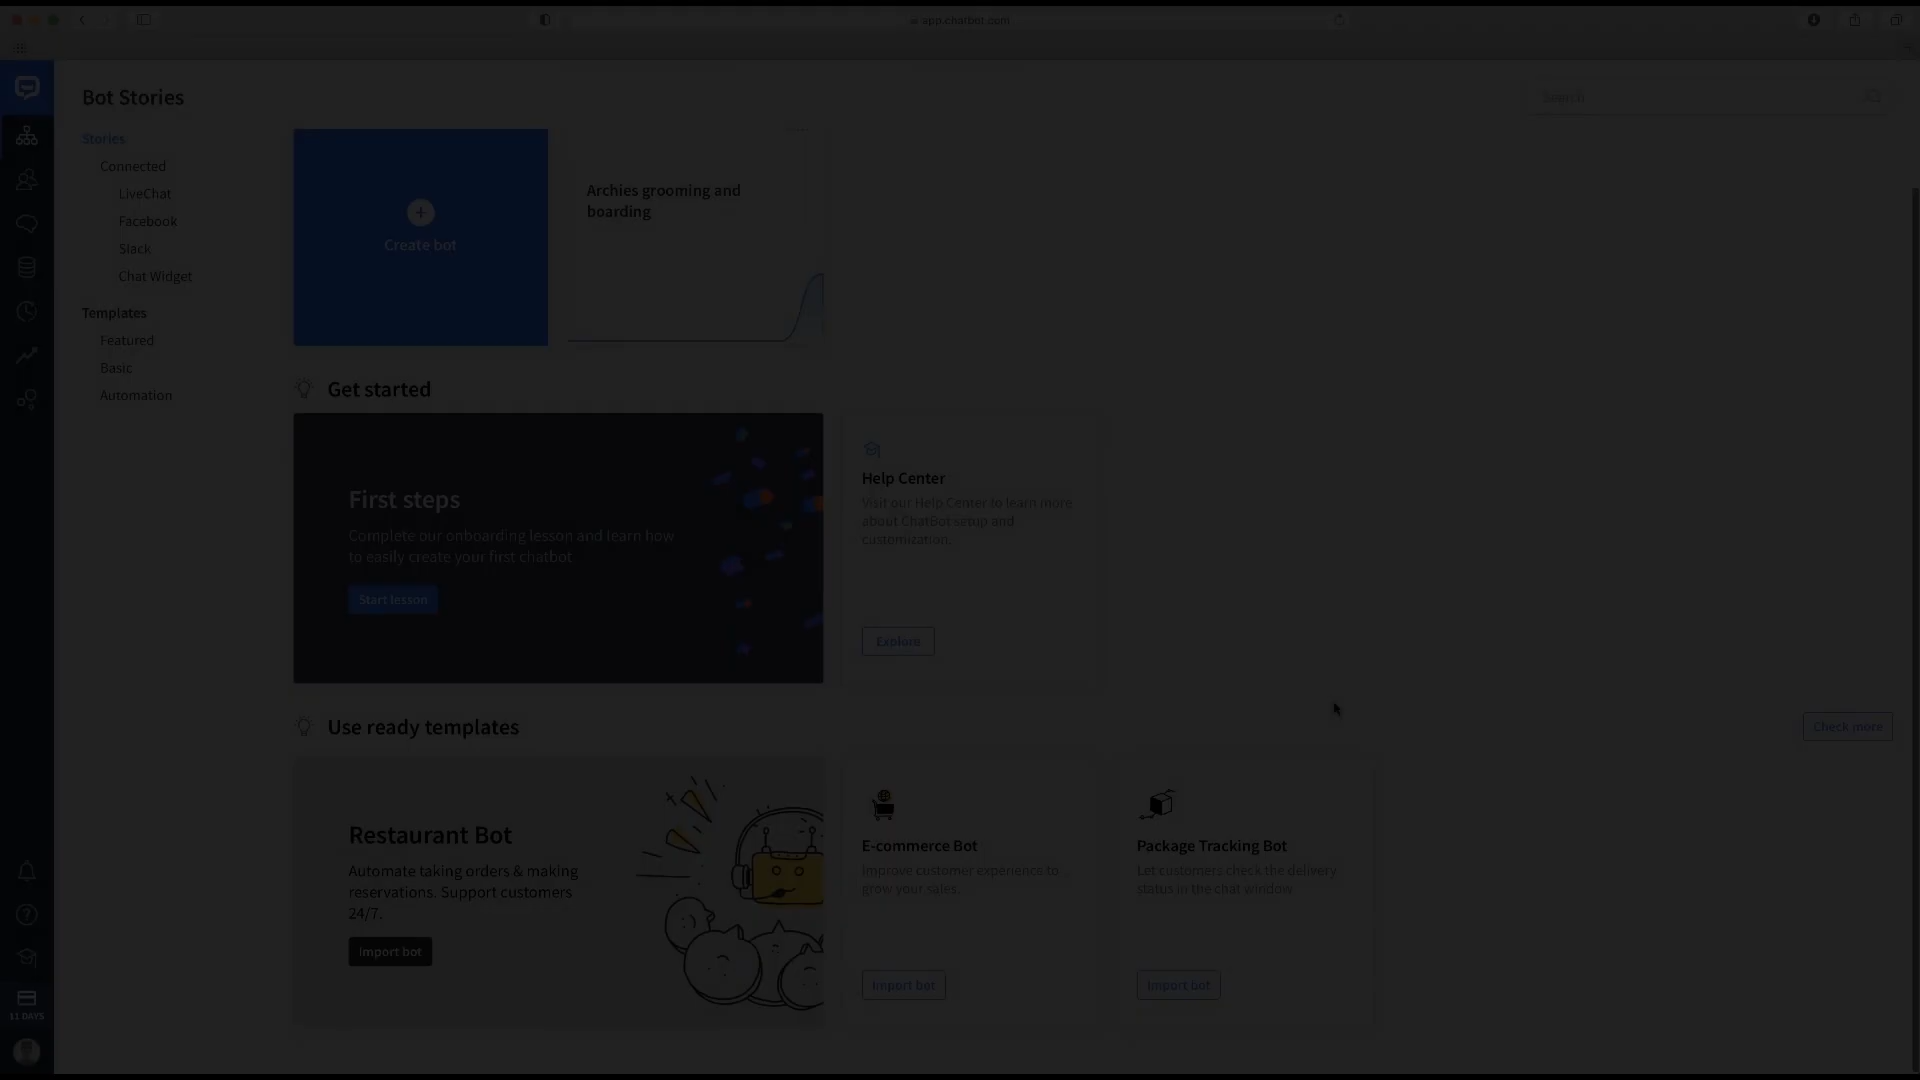 app.chatbot.com
Bot Stories
Search
Stories
Connected
LiveChat
Facebook
Slack
Chat Widget
Templates
Featured
Basic
Automation
Create bot
Archies grooming and
boarding
Get started
First steps
Complete our onboarding lesson and learn how
to easily create your first chatbot.
Start lesson
Help Center
Visit our Help Center to learn more
about ChatBot setup and
customization.
Explore
Use ready templates
Check more
Restaurant Bot
Automate taking orders & making
reservations. Support customers
24/7.
Import bot
E-commerce Bot
Improve customer experience to
grow your sales.
Import bot
Package Tracking Bot
Let customers check the delivery
status in the chat window
Import bot
11 DAYS